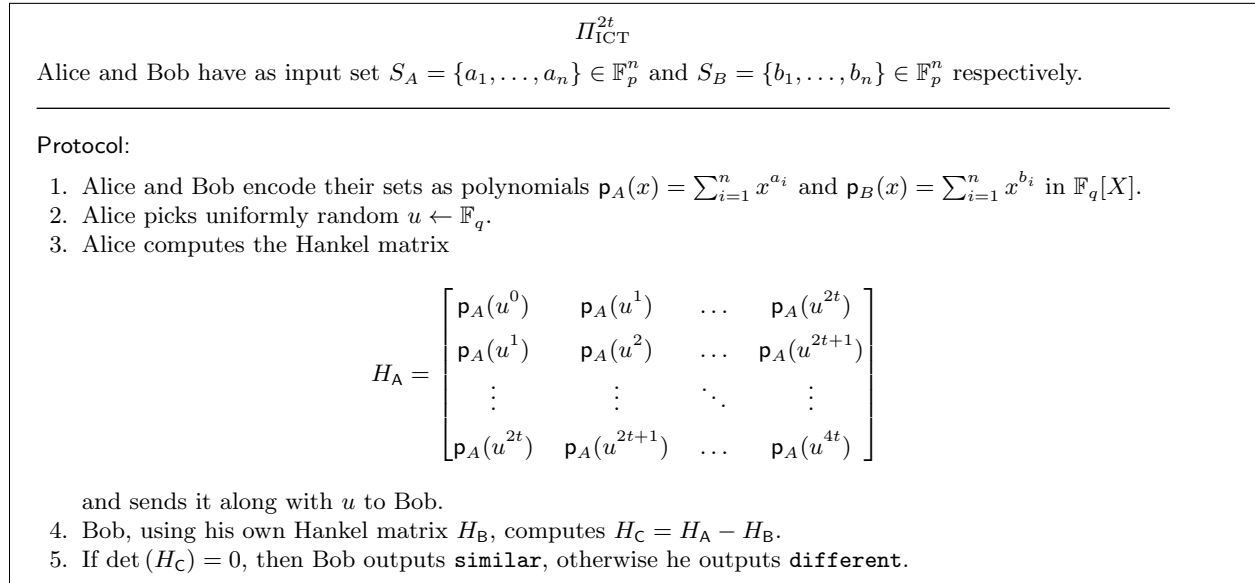 Π^{2t}_{ICT}
Alice and Bob have as input set S_A = {a_1, . . . , a_n} ∈ 𝔽_p^n and S_B = {b_1, . . . , b_n} ∈ 𝔽_p^n respectively.
Protocol:
1. Alice and Bob encode their sets as polynomials p_A(x) = ∑_{i=1}^n x^{a_i} and p_B(x) = ∑_{i=1}^n x^{b_i} in 𝔽_q[X].
2. Alice picks uniformly random u ← 𝔽_q.
3. Alice computes the Hankel matrix
p_A(u^0) p_A(u^1) … p_A(u^{2t})
p_A(u^1) p_A(u^2) … p_A(u^{2t+1})
H_A = ⋮ ⋮ ⋱ ⋮
p_A(u^{2t}) p_A(u^{2t+1}) … p_A(u^{4t})
and sends it along with u to Bob.
4. Bob, using his own Hankel matrix H_B, computes H_C = H_A − H_B.
5. If det (H_C) = 0, then Bob outputs similar, otherwise he outputs different.